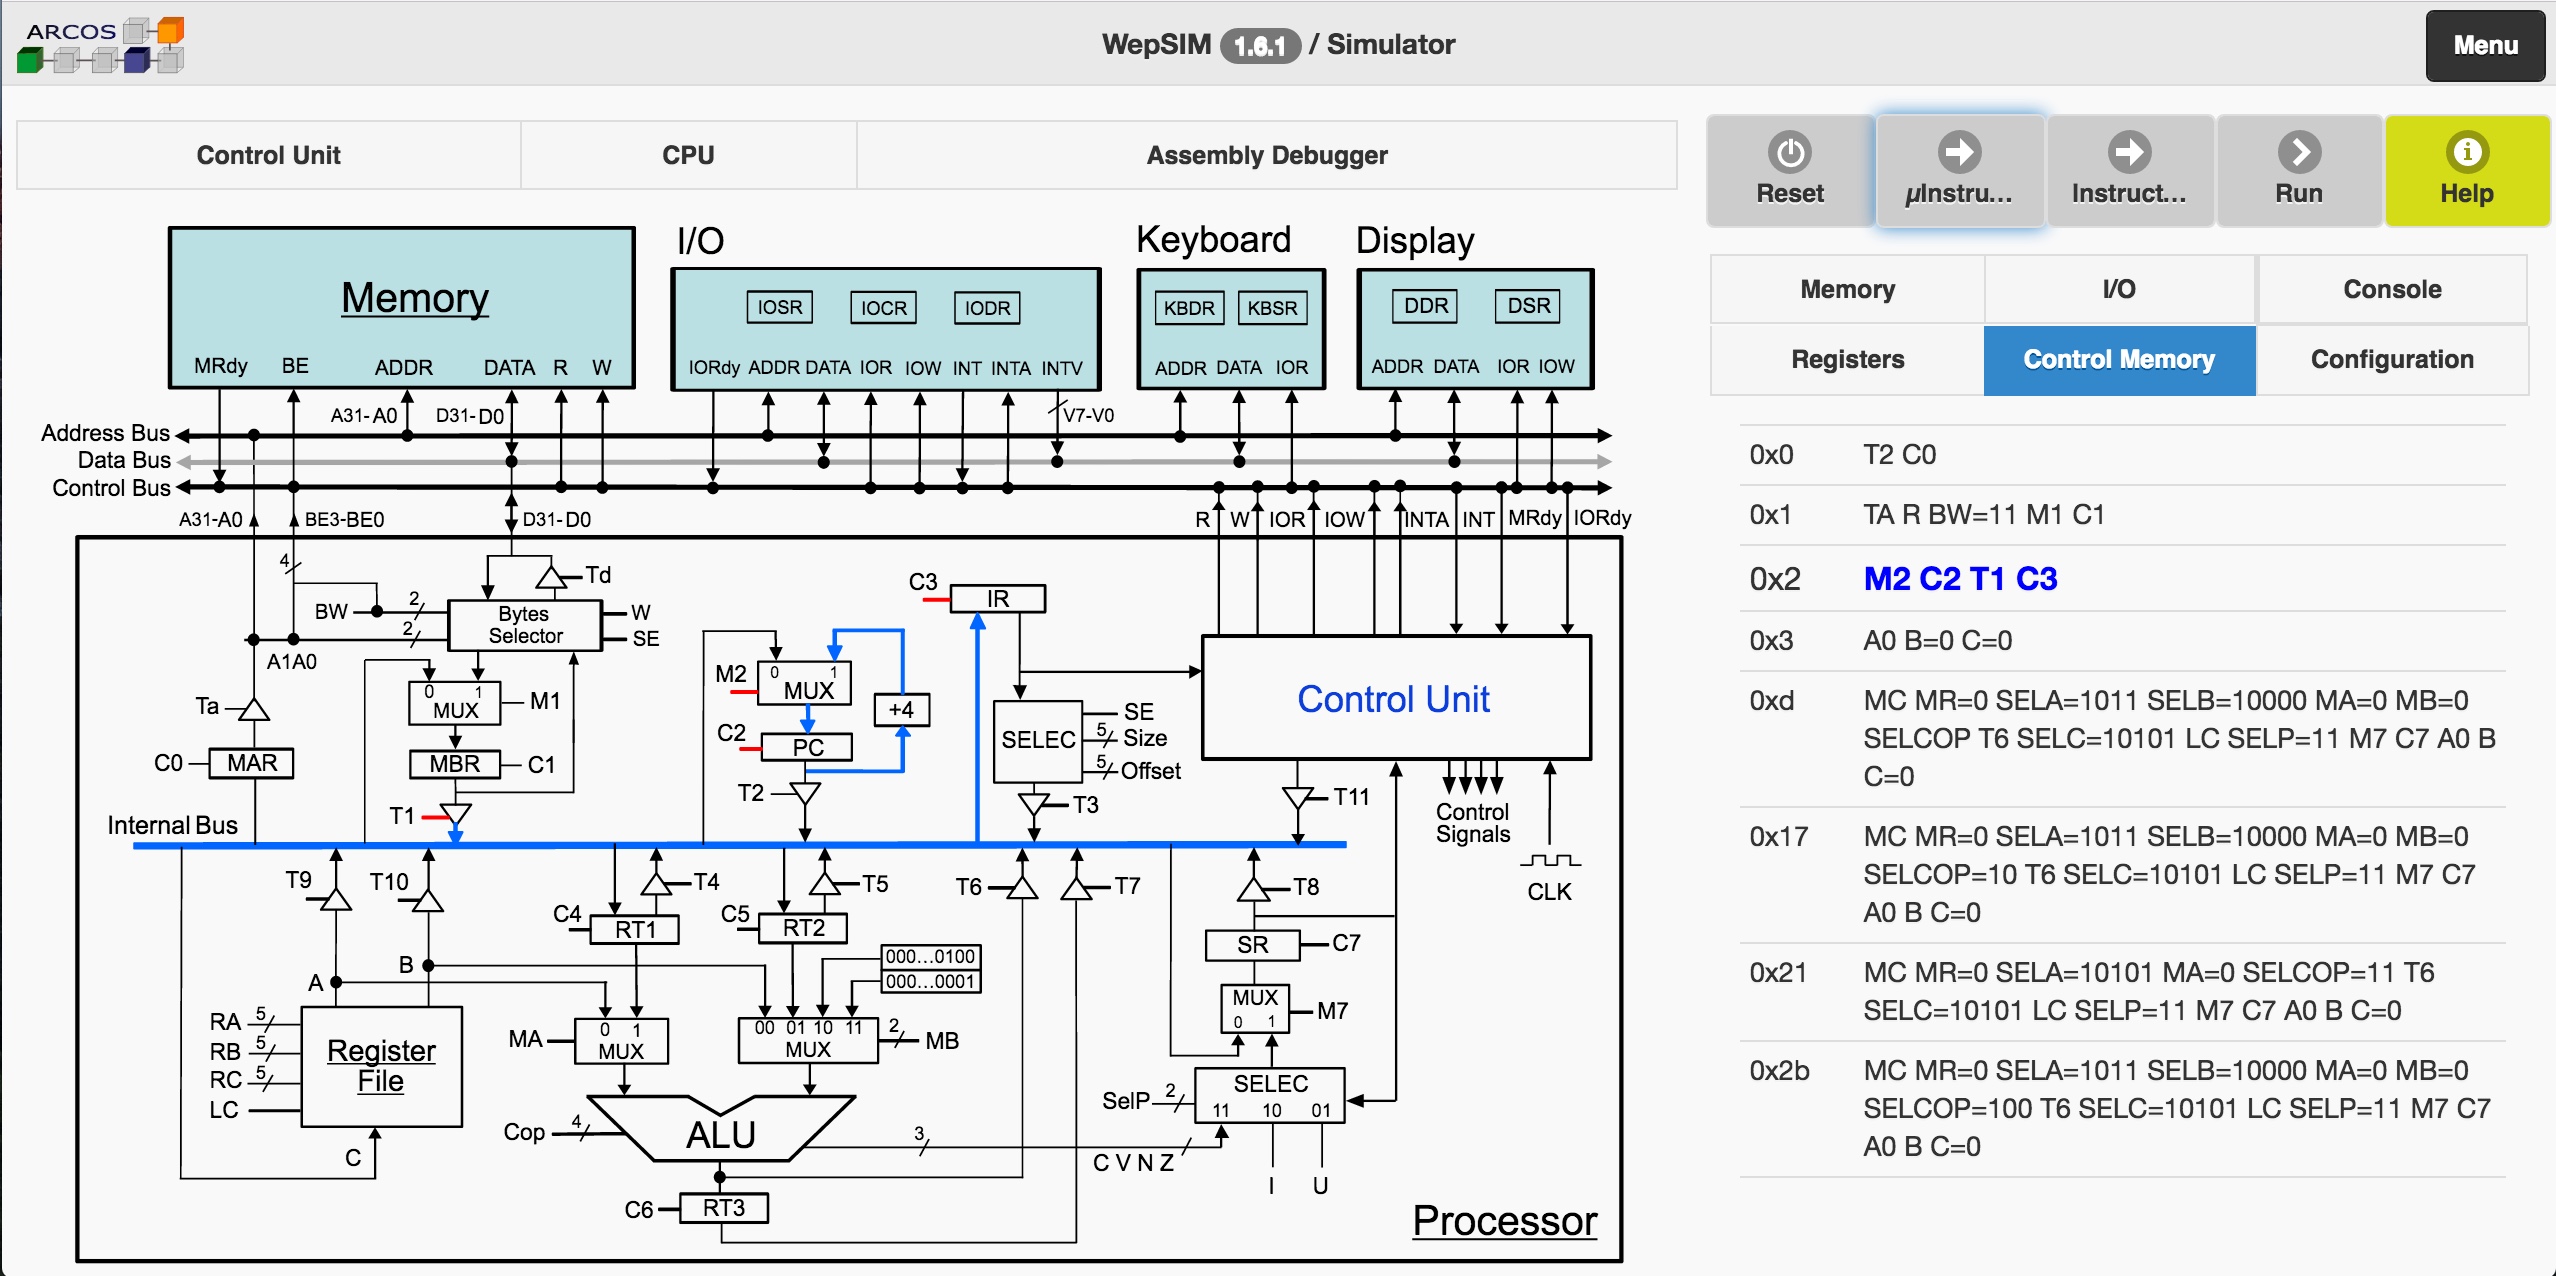 ARCOS
WepSIM 1.6.1 / Simulator
Menu
Control Unit
CPU
Assembly Debugger
Reset
µInstru...
Instruct...
Run
Help
Memory
I/O
Console
Registers
Control Memory
Configuration
0x0 T2 C0
0x1 TA R BW=11 M1 C1
0x2 M2 C2 T1 C3
0x3 A0 B=0 C=0
0xd MC MR=0 SELA=1011 SELB=10000 MA=0 MB=0
SELCOP T6 SELC=10101 LC SELP=11 M7 C7 A0 B
C=0
0x17 MC MR=0 SELA=1011 SELB=10000 MA=0 MB=0
SELCOP=10 T6 SELC=10101 LC SELP=11 M7 C7
A0 B C=0
0x21 MC MR=0 SELA=10101 MA=0 SELCOP=11 T6
SELC=10101 LC SELP=11 M7 C7 A0 B C=0
0x2b MC MR=0 SELA=1011 SELB=10000 MA=0 MB=0
SELCOP=100 T6 SELC=10101 LC SELP=11 M7 C7
A0 B C=0
Memory
MRdy BE ADDR DATA R W
I/O
IOSR IOCR IODR
IORdy ADDR DATA IOR IOW INT INTA INTV
Keyboard
KBDR KBSR
ADDR DATA IOR
Display
DDR DSR
ADDR DATA IOR IOW
A31-A0 D31-D0 V7-V0
Address Bus
Data Bus
Control Bus
A31-A0 BE3-BE0 D31-D0
R W IOR IOW INTA INT MRdy IORdy
4
Td
BW 2
2
Bytes
Selector
W
SE
A1A0
Ta
0 1
MUX
M1
C0 MAR
MBR C1
T1
Internal Bus
C3 IR
M2
0 1
MUX
+4
C2 PC
T2
SELEC
SE
5 Size
5 Offset
T3
Control Unit
T11
Control
Signals
CLK
T9 T10 T4 T5 T6 T7 T8
C4 RT1
C5 RT2
000...0100
000...0001
SR C7
A B
RA 5
RB 5
RC 5
LC
Register
File
C
MA
0 1
MUX
00 01 10 11
MUX
2 MB
MUX
0 1
M7
SELEC
11 10 01
SelP 2
Cop 4
ALU
3
C V N Z
I U
C6 RT3
Processor